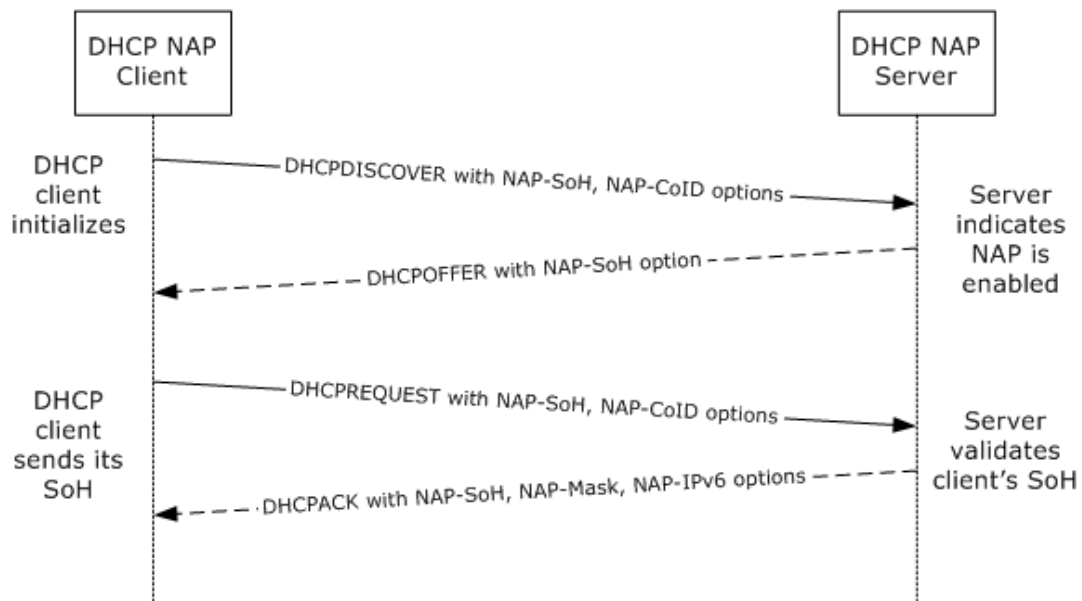 DHCP NAP
Client
DHCP NAP
Server
DHCP
client
initializes
DHCPDISCOVER with NAP-SoH, NAP-CoID options
Server
indicates
NAP is
enabled
DHCPOFFER with NAP-SoH option
DHCP
client
sends its
SoH
DHCPREQUEST with NAP-SoH, NAP-CoID options
Server
validates
client's SoH
DHCPACK with NAP-SoH, NAP-Mask, NAP-IPv6 options